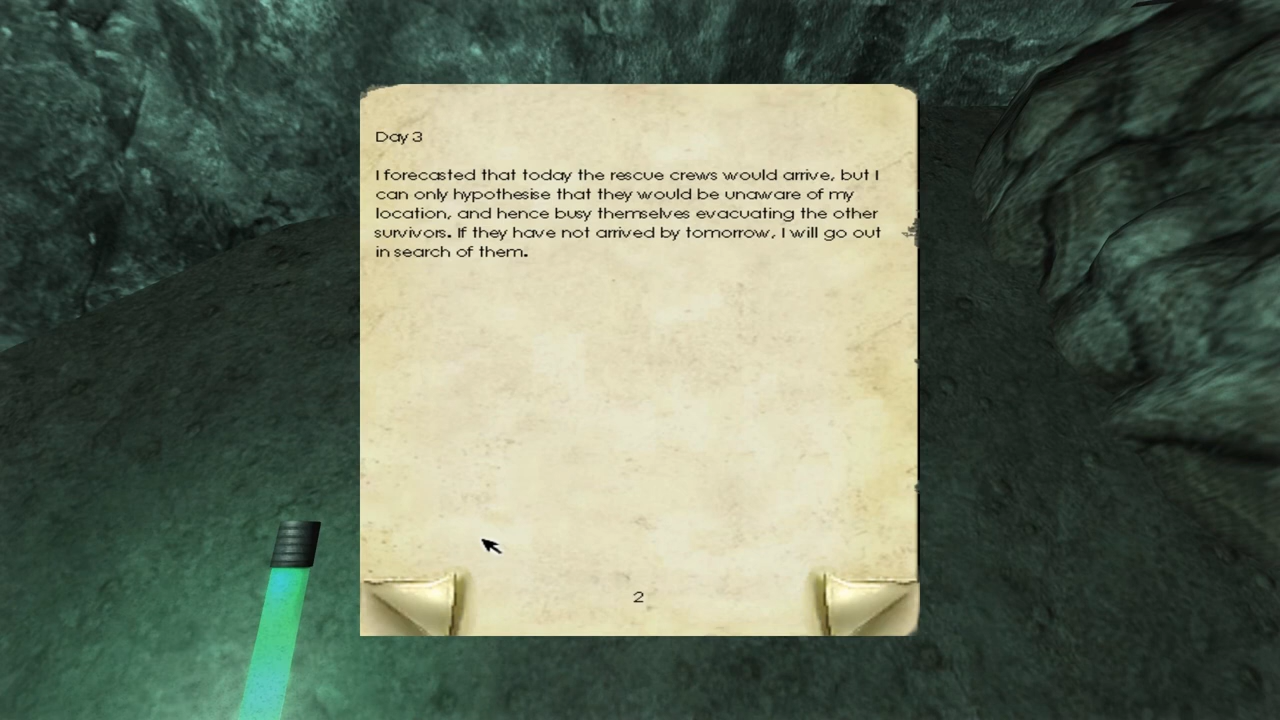 Day 3
I forecasted that today the rescue crews would arrive, but I
can only hypothesise that they would be unaware of my
location, and hence busy themselves evacuating the other
survivors. If they have not arrived by tomorrow, I will go out
in search of them.
2